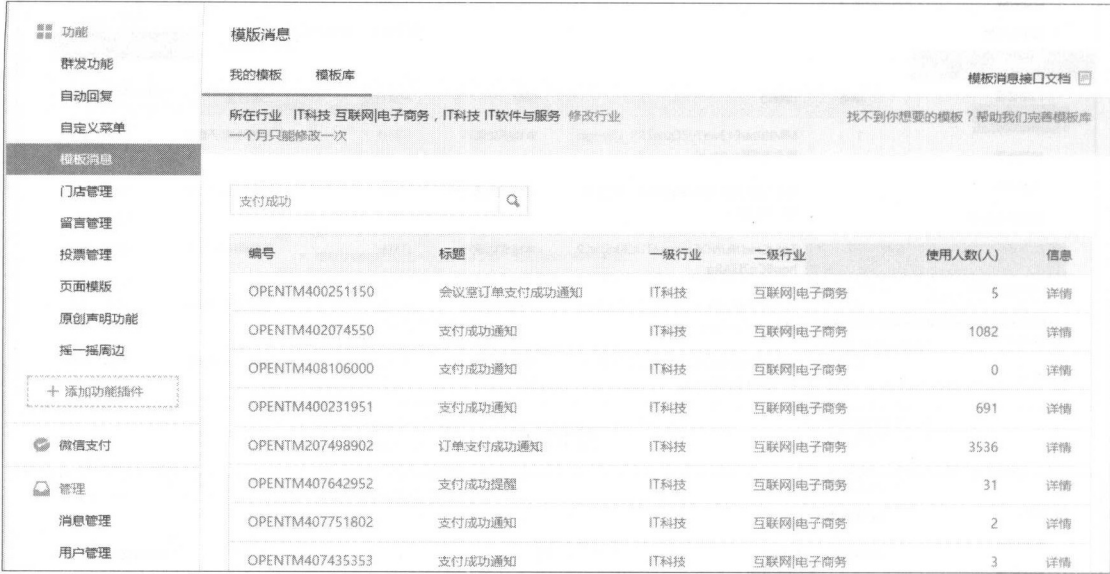 功能
群发功能
自动回复
自定义菜单
模板消息
门店管理
留言管理
投票管理
页面模版
原创声明功能
摇一摇周边
+ 添加功能插件
微信支付
管理
消息管理
用户管理
模版消息
我的模板 模板库
模板消息接口文档
所在行业 IT科技 互联网|电子商务，IT科技 IT软件与服务 修改行业
一个月只能修改一次
找不到你想要的模板？帮助我们完善模板库
支付成功
编号 标题 一级行业 二级行业 使用人数(人) 信息
OPENTM400251150 会议室订单支付成功通知 IT科技 互联网|电子商务 5 详情
OPENTM402074550 支付成功通知 IT科技 互联网|电子商务 1082 详情
OPENTM408106000 支付成功通知 IT科技 互联网|电子商务 0 详情
OPENTM400231951 支付成功通知 IT科技 互联网|电子商务 691 详情
OPENTM207498902 订单支付成功通知 IT科技 互联网|电子商务 3536 详情
OPENTM407642952 支付成功提醒 IT科技 互联网|电子商务 31 详情
OPENTM407751802 支付成功通知 IT科技 互联网|电子商务 2 详情
OPENTM407435353 支付成功通知 IT科技 互联网|电子商务 3 详情